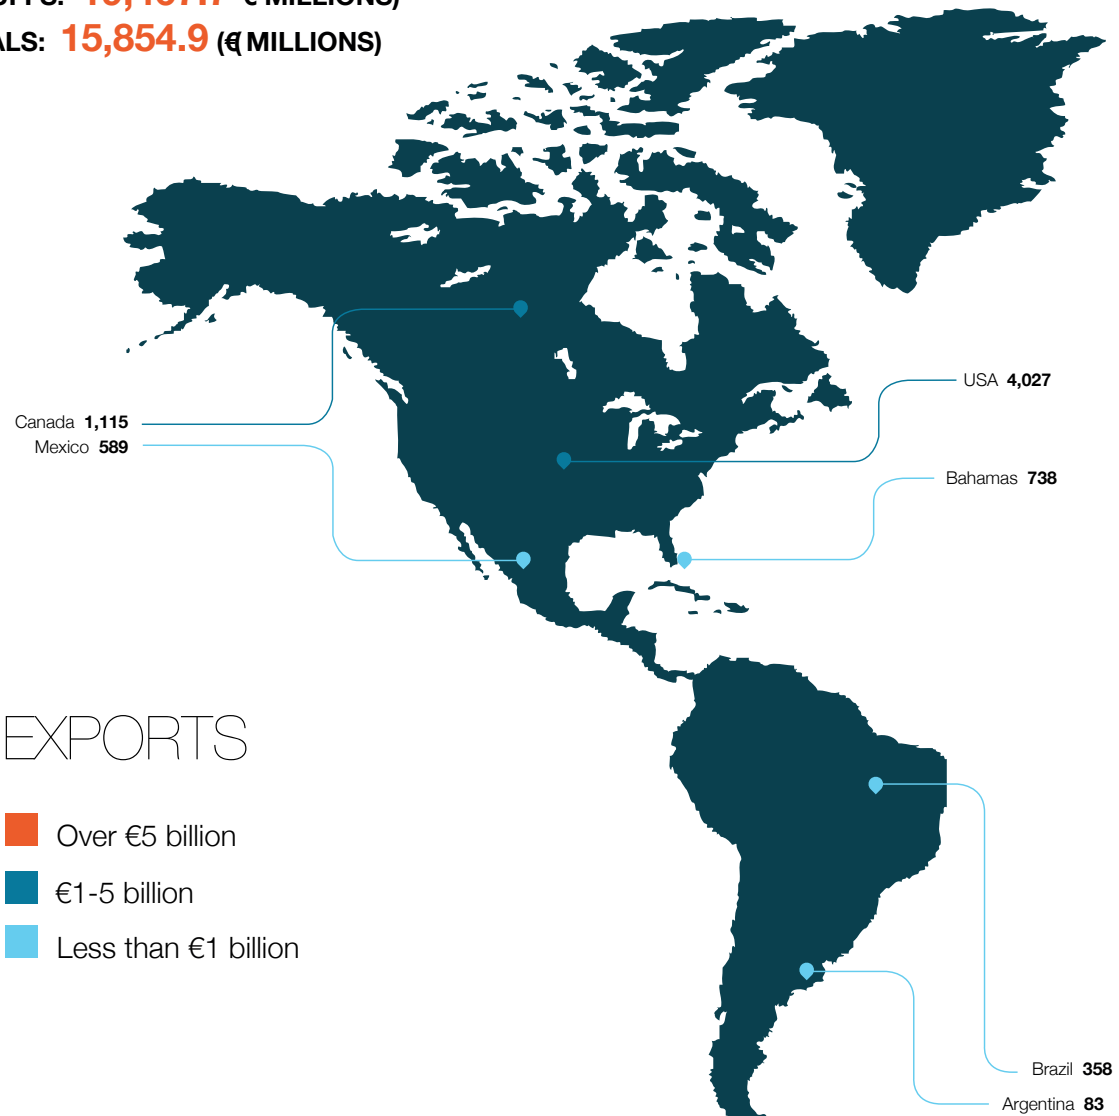 15,854.9 (€ MILLIONS)
USA 4,027
Canada 1,115
Mexico 589
Bahamas 738
EXPORTS
Over €5 billion
€1-5 billion
Less than €1 billion
Brazil 358
Argentina 83